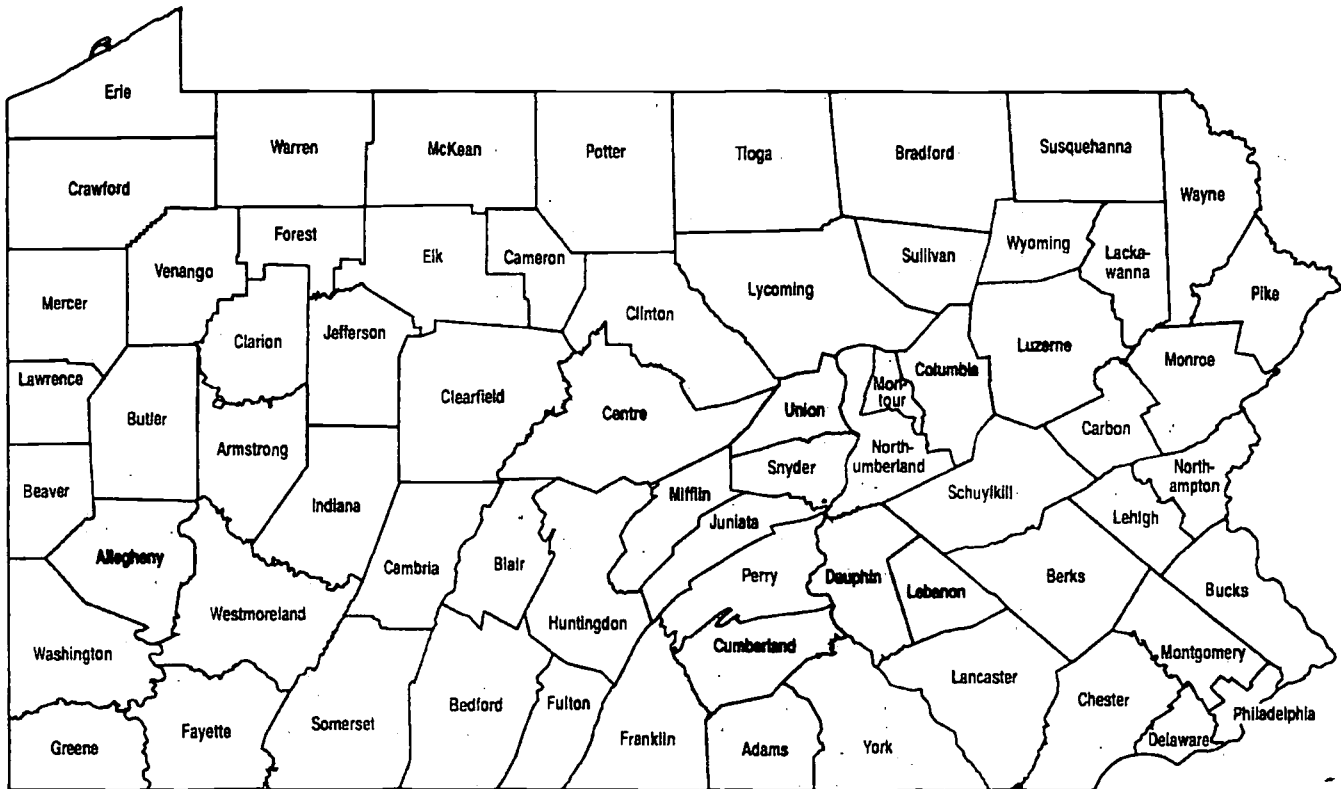 Erie
Warren
McKean
Potter
Tioga
Bradford
Susquehanna
Wayne
Crawford
Forest
Elk
Cameron
Venango
Sullivan
Wyoming
Lacka-
wanna
Pike
Mercer
Lycoming
Clinton
Clarion
Jefferson
Luzerne
Monroe
Lawrence
Columbia
Mon-
tour
Clearfield
Centre
Union
Butler
Carbon
Armstrong
North-
umberland
Snyder
North-
ampton
Beaver
Indiana
Mifflin
Schuylkill
Lehigh
Juniata
Allegheny
Cambria
Blair
Perry
Dauphin
Lebanon
Berks
Bucks
Westmoreland
Huntingdon
Cumberland
Washington
Montgomery
Lancaster
Chester
Somerset
Bedford
Fulton
Fayette
Franklin
Adams
York
Greene
Delaware
Philadelphia